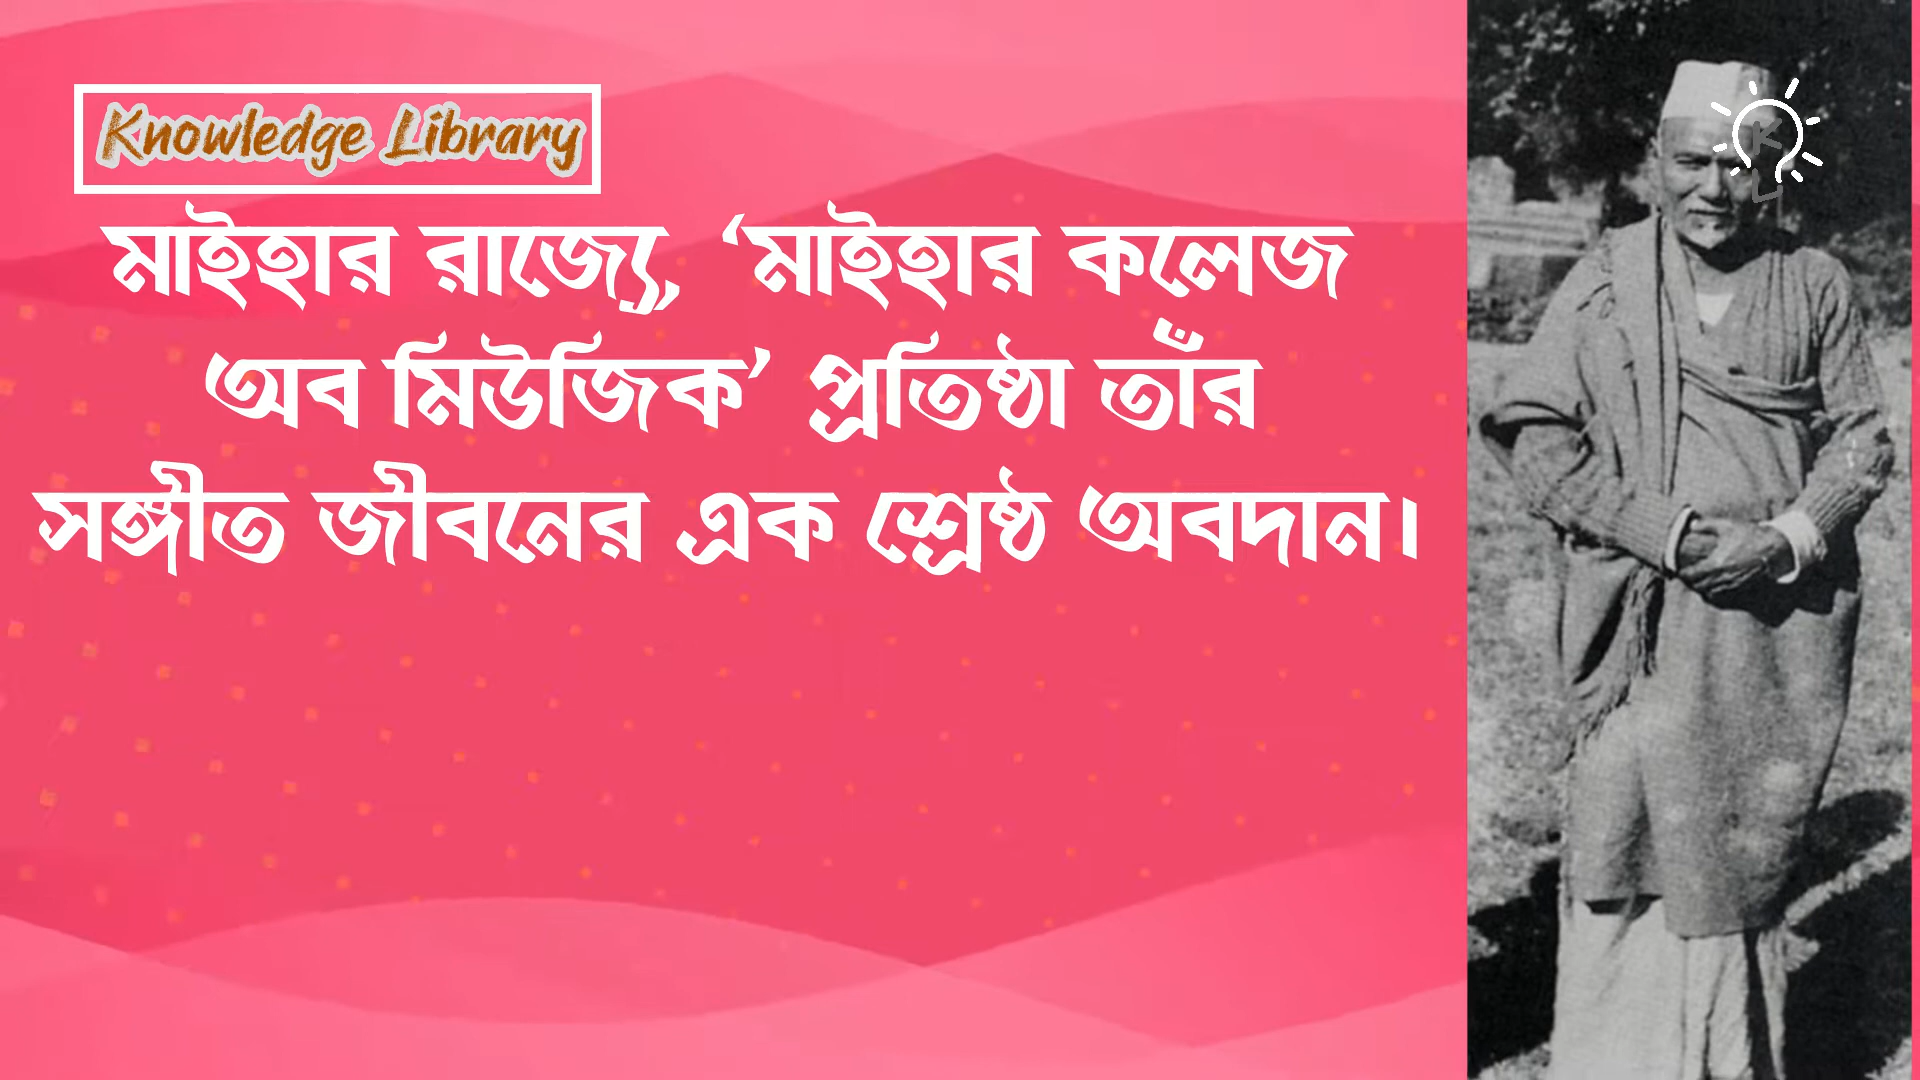 Knowledge Library
মাইহার রাজ্যে, ‘মাইহার কলেজ
অব মিউজিক’ প্রতিষ্ঠা তাঁর
সঙ্গীত জীবনের এক শ্রেষ্ঠ অবদান।
K
L